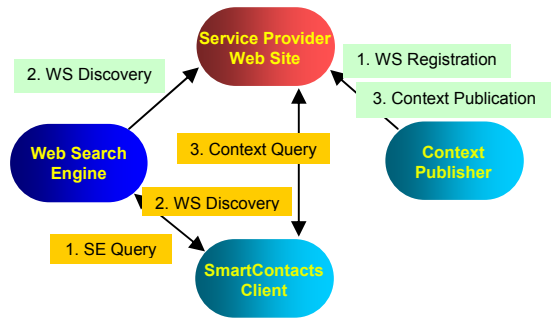 Service Provider
Web Site
1. WS Registration
2. WS Discovery
3. Context Publication
3. Context Query
Web Search
Engine
Context
Publisher
2. WS Discovery
1. SE Query
SmartContacts
Client